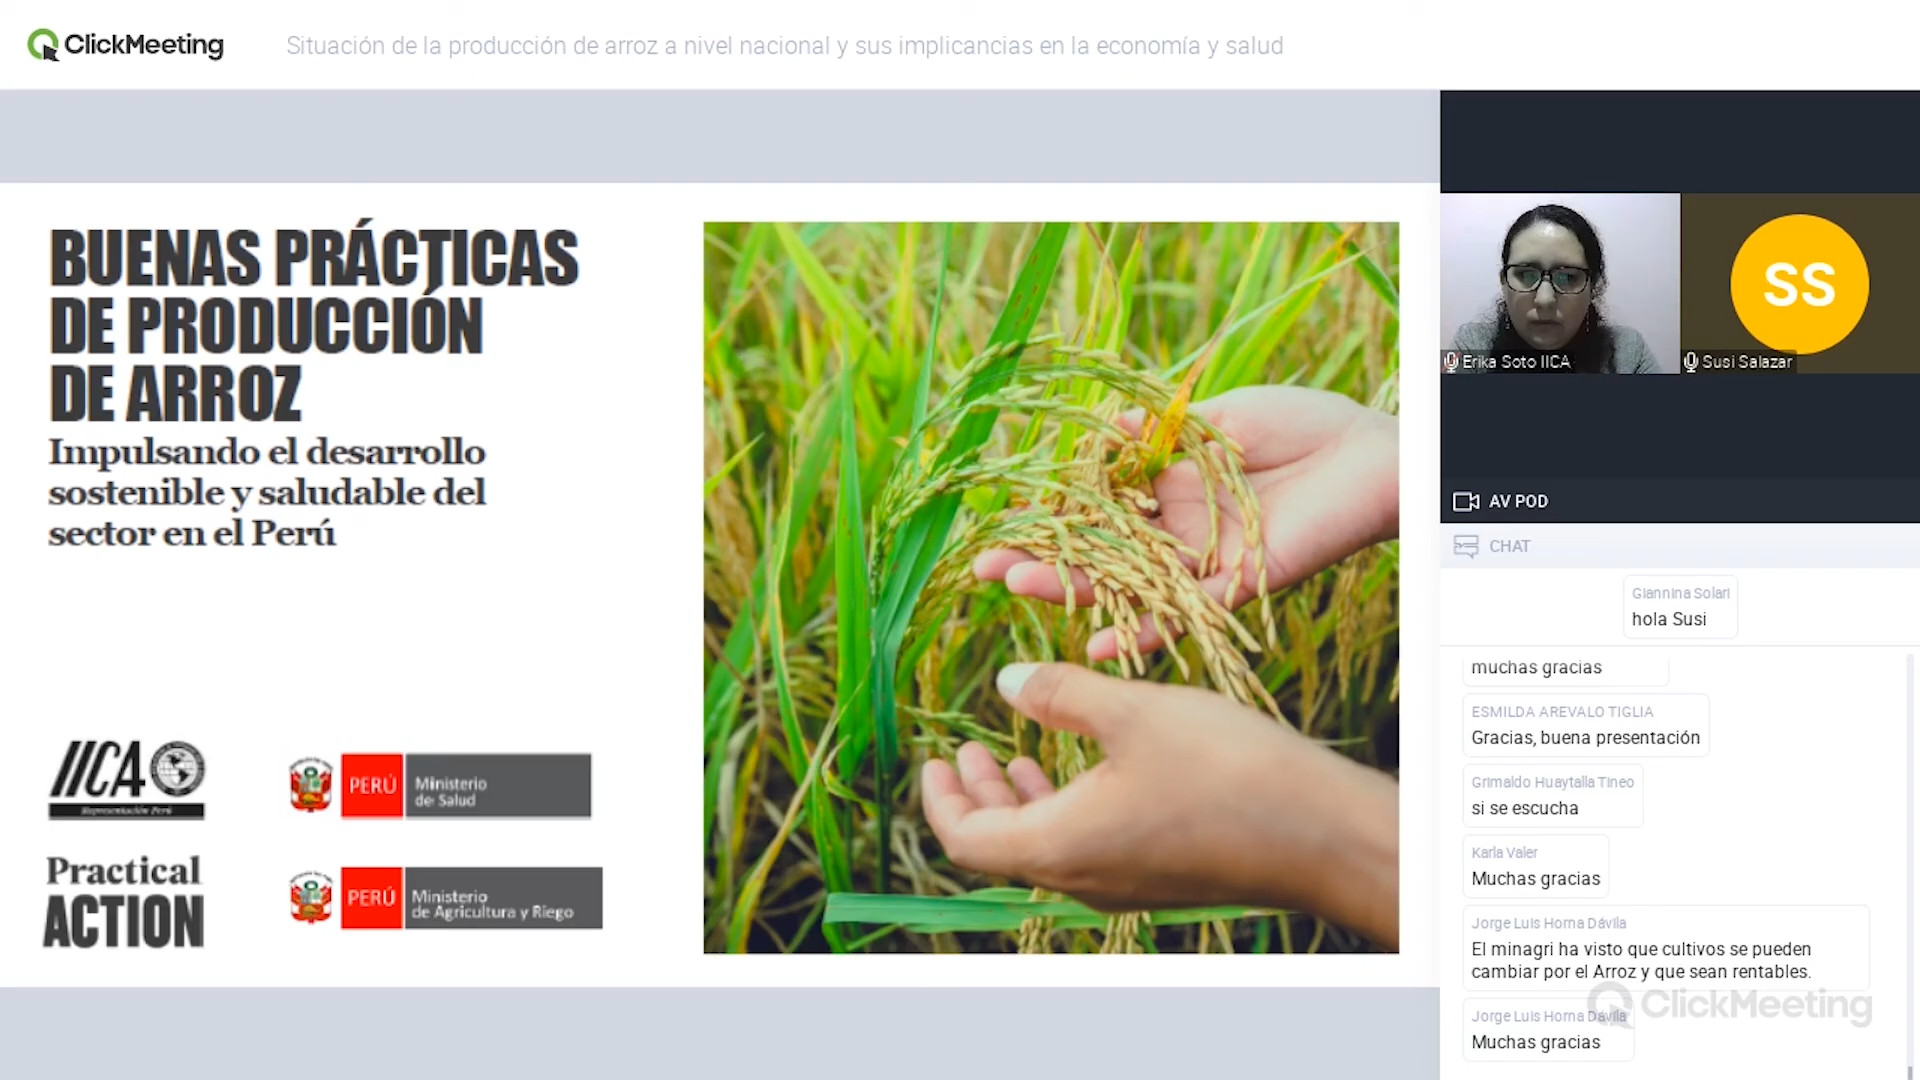 ClickMeeting
Situación de la producción de arroz a nivel nacional y sus implicancias en la economía y salud
BUENAS PRÁCTICAS
DE PRODUCCIÓN
DE ARROZ
Impulsando el desarrollo
sostenible y saludable del
sector en el Perú
IICA
Representación Perú
PERÚ
Ministerio
de Salud
Practical
ACTION
PERÚ
Ministerio
de Agricultura y Riego
SS
Erika Soto IICA
Susi Salazar
AV POD
CHAT
Giannina Solari
hola Susi
muchas gracias
ESMILDA AREVALO TIGLIA
Gracias, buena presentación
Grimaldo Huaytalla Tineo
si se escucha
Karla Valer
Muchas gracias
Jorge Luis Horna Dávila
El minagri ha visto que cultivos se pueden
cambiar por el Arroz y que sean rentables.
Jorge Luis Horna Dávila
Muchas gracias
ClickMeeting